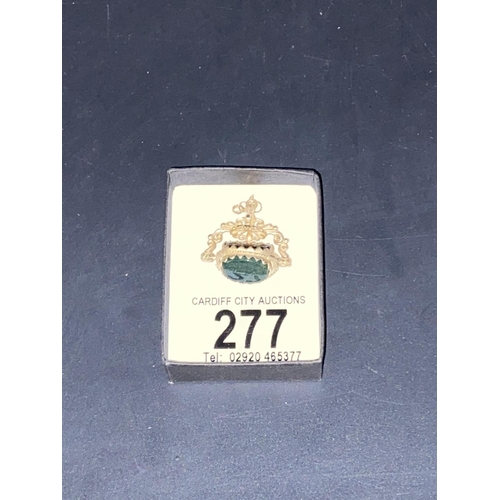 CARDIFF CITY AUCTIONS
277
Tel: 02920 465377